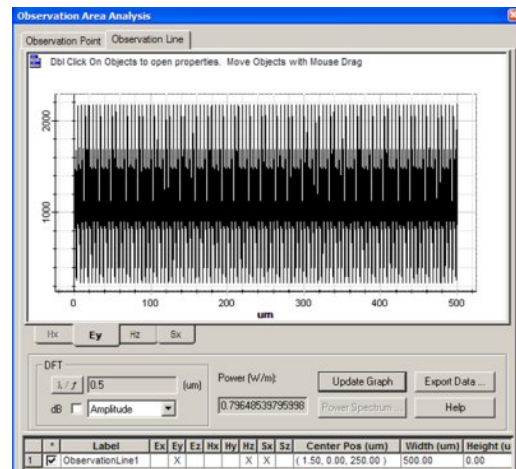 Observation Area Analysis
Observation Point Observation Line
Dbl Click On Objects to open properties. Move Objects with Mouse Drag
2000
1000
0 100 200 300 400 500
um
Hx Ey Hz Sx
DFT
λ / f 0.5 (um) Power (W/m):
Update Graph Export Data ...
dB Amplitude 0.79648539795998 Power Spectrum ... Help
* Label Ex Ey Ez Hx Hy Hz Sx Sz Center Pos (um) Width (um) Height (u
1 ObservationLine1 X X X ( 1.50, 0.00, 250.00 ) 500.00 0.00